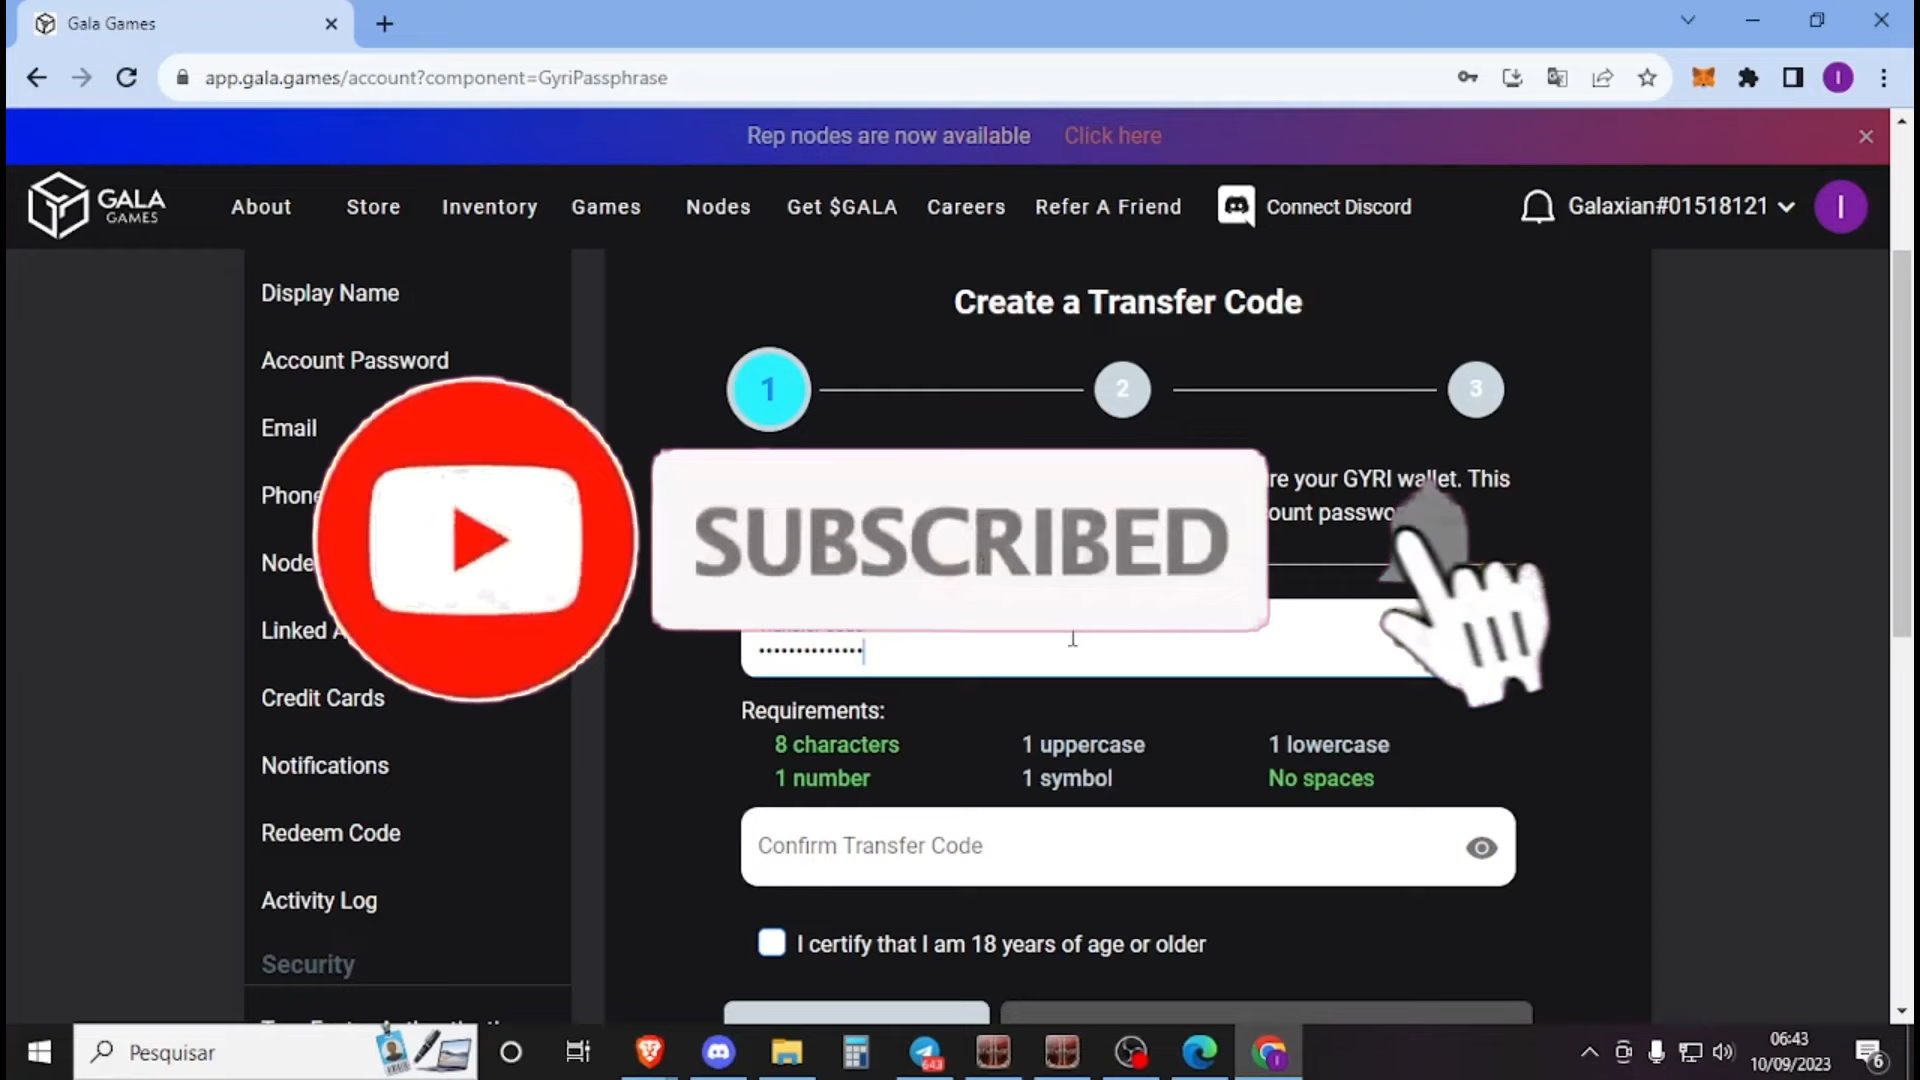 Gala Games
app.gala.games/account?component=GyriPassphrase
I
Rep nodes are now available Click here
GALA
GAMES
About Store Inventory Games Nodes Get $GALA Careers Refer A Friend Connect Discord Galaxian#01518121 I
Display Name
Account Password
Email
Phone
Node
Linked
Credit Cards
Notifications
Redeem Code
Activity Log
Security
Create a Transfer Code
1 2 3
re your GYRI wallet. This
ount passwo
SUBSCRIBED
••••••••••••••
Requirements:
8 characters 1 uppercase 1 lowercase
1 number 1 symbol No spaces
Confirm Transfer Code
I certify that I am 18 years of age or older
Pesquisar
643
06:43
10/09/2023
6